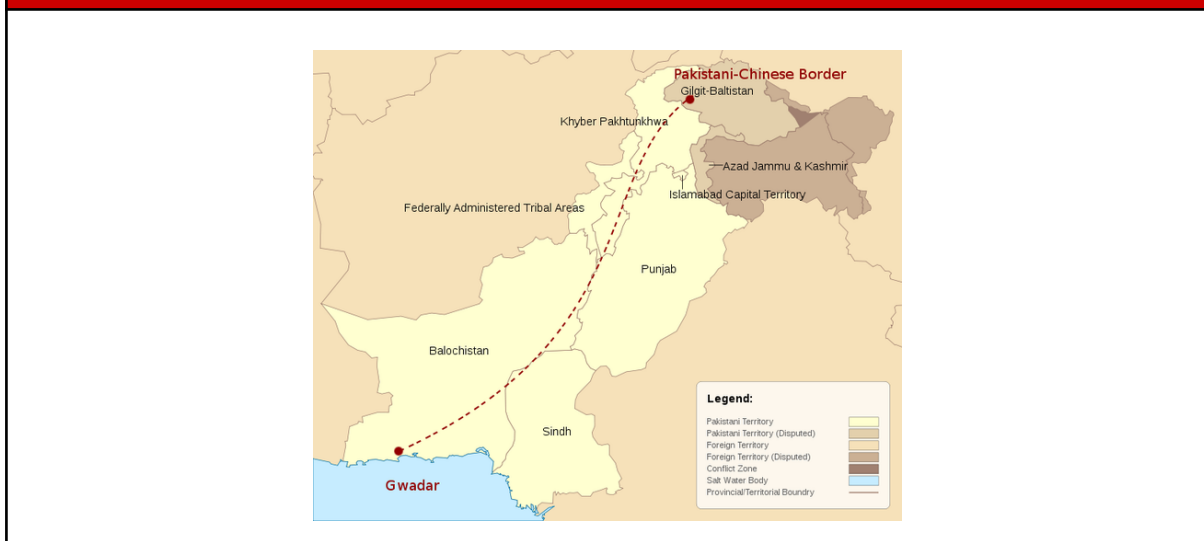 Pakistani-Chinese Border
Gilgit-Baltistan
Khyber Pakhtunkhwa
Azad Jammu & Kashmir
Islamabad Capital Territory
Federally Administered Tribal Areas
Punjab
Balochistan
Sindh
Gwadar
Legend:
Pakistani Territory
Pakistani Territory (Disputed)
Foreign Territory
Foreign Territory (Disputed)
Conflict Zone
Salt Water Body
Provincial/Territorial Boundry